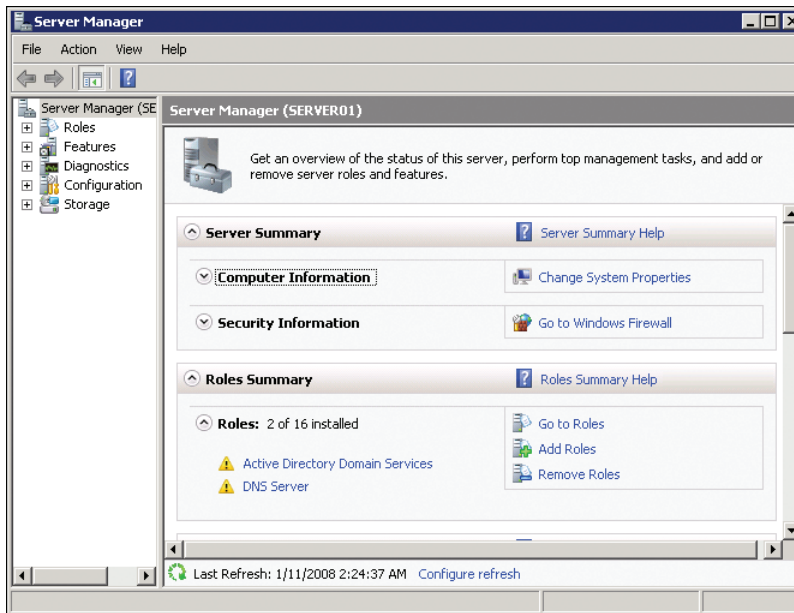 Server Manager
File Action View Help
Server Manager (SE
Roles
Features
Diagnostics
Configuration
Storage
Server Manager (SERVER01)
Get an overview of the status of this server, perform top management tasks, and add or
remove server roles and features.
Server Summary
Server Summary Help
Computer Information
Change System Properties
Security Information
Go to Windows Firewall
Roles Summary
Roles Summary Help
Roles: 2 of 16 installed
Go to Roles
Add Roles
Remove Roles
Active Directory Domain Services
DNS Server
Last Refresh: 1/11/2008 2:24:37 AM Configure refresh